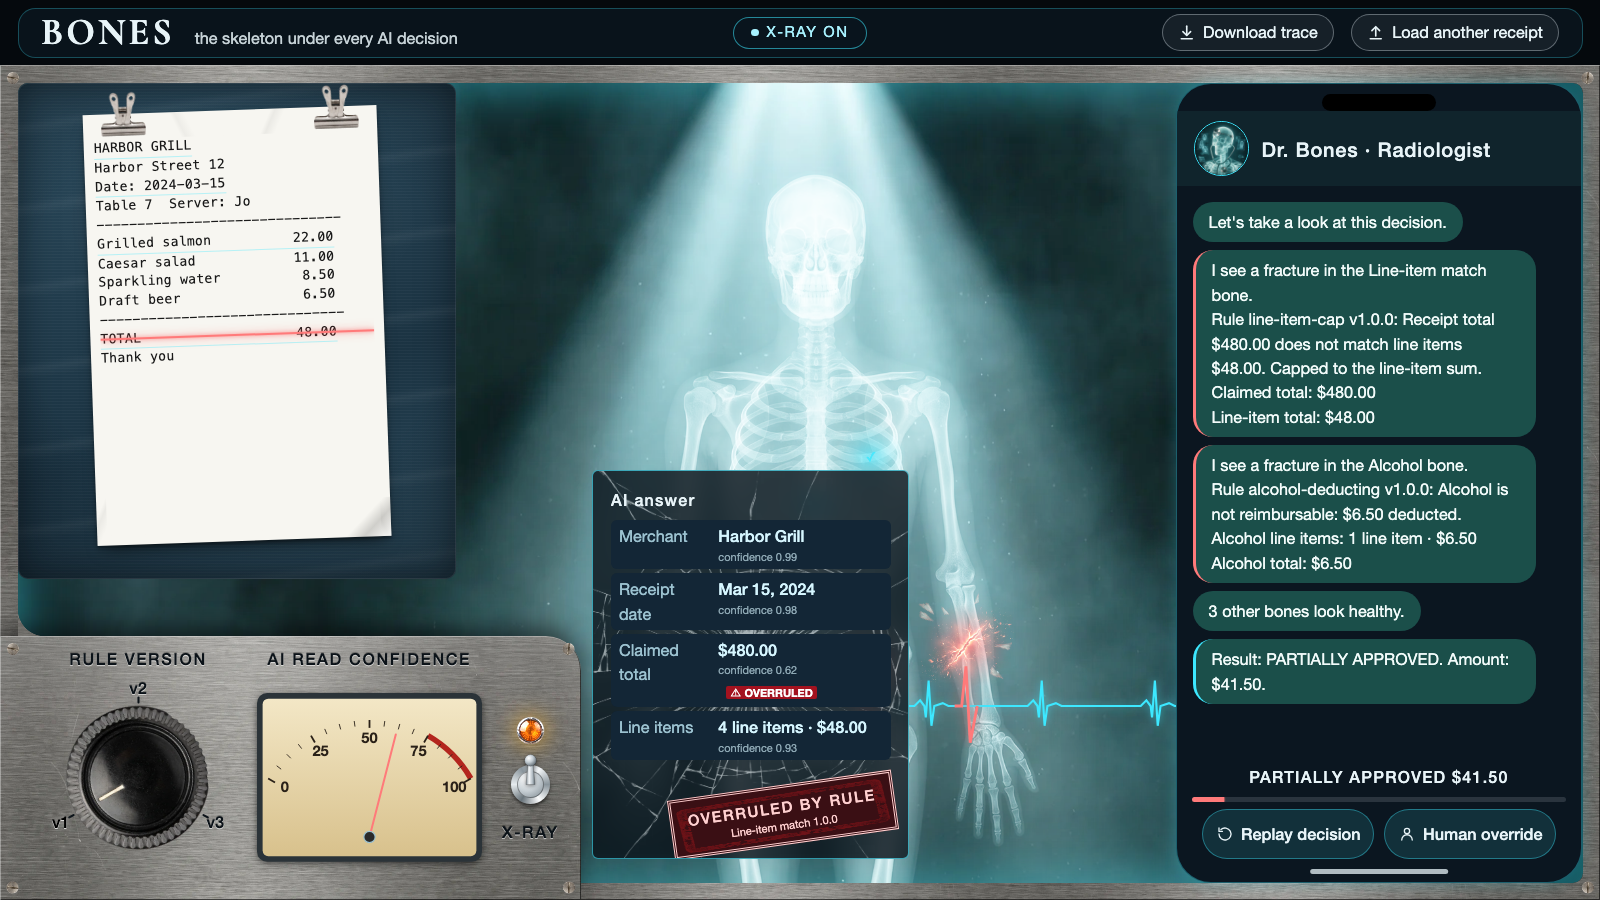 BONES
the skeleton under every AI decision
X-RAY ON
Download trace
Load another receipt
HARBOR GRILL
Harbor Street 12
Date: 2024-03-15
Table 7  Server: Jo
Grilled salmon 22.00
Caesar salad 11.00
Sparkling water 8.50
Draft beer 6.50
TOTAL 48.00
Thank you
RULE VERSION
v1
v2
v3
AI READ CONFIDENCE
0
25
50
75
100
X-RAY
AI answer
Merchant Harbor Grill
confidence 0.99
Receipt date Mar 15, 2024
confidence 0.98
Claimed total $480.00
confidence 0.62
⚠ OVERRULED
Line items 4 line items · $48.00
confidence 0.93
OVERRULED BY RULE
Line-item match 1.0.0
Dr. Bones · Radiologist
Let's take a look at this decision.
I see a fracture in the Line-item match
bone.
Rule line-item-cap v1.0.0: Receipt total
$480.00 does not match line items
$48.00. Capped to the line-item sum.
Claimed total: $480.00
Line-item total: $48.00
I see a fracture in the Alcohol bone.
Rule alcohol-deducting v1.0.0: Alcohol is
not reimbursable: $6.50 deducted.
Alcohol line items: 1 line item · $6.50
Alcohol total: $6.50
3 other bones look healthy.
Result: PARTIALLY APPROVED. Amount:
$41.50.
PARTIALLY APPROVED $41.50
Replay decision
Human override